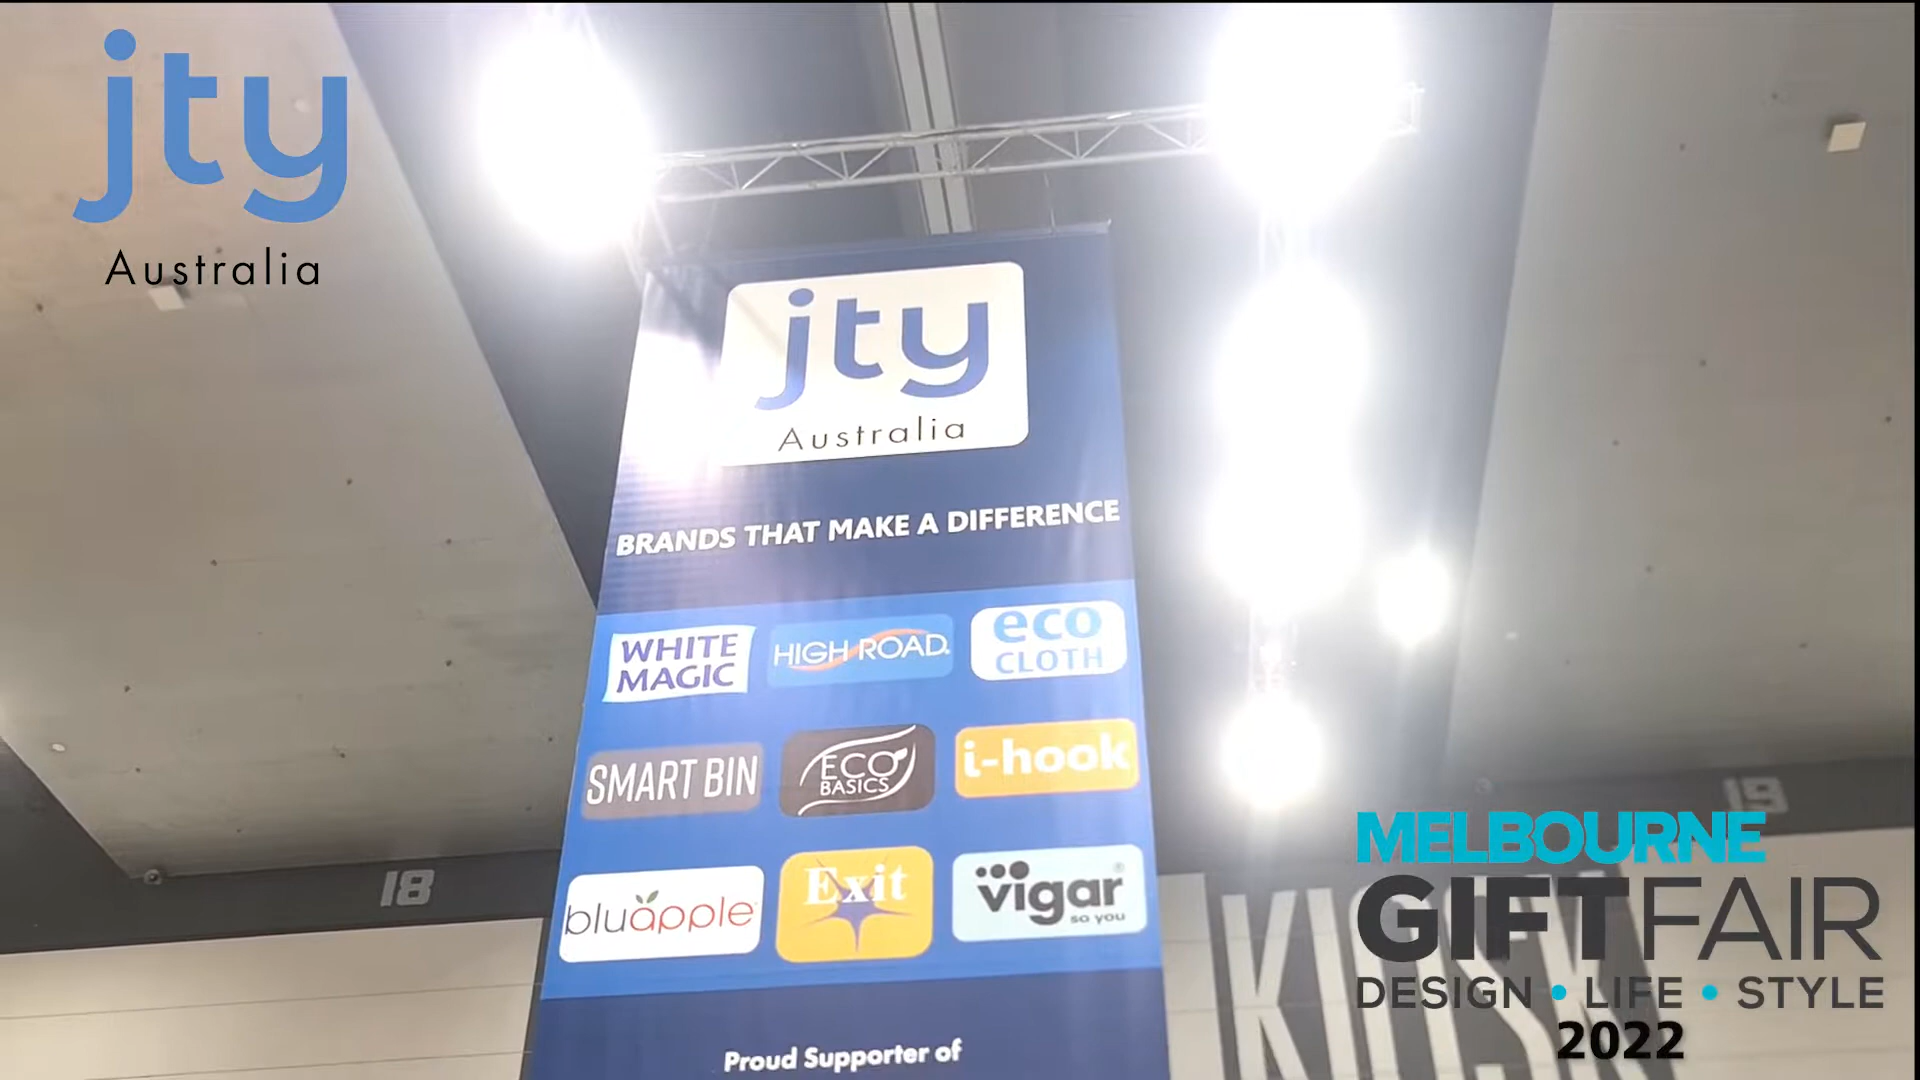 jty
Australia
jty
Australia
BRANDS THAT MAKE A DIFFERENCE
WHITE
MAGIC
HIGH ROAD®
eco
CLOTH
SMART BIN
ECO
BASICS
i-hook
bluapple
Exit
vigar®
so you
Proud Supporter of
18
19
KIOSK
MELBOURNE
GIFTFAIR
DESIGN • LIFE • STYLE
2022